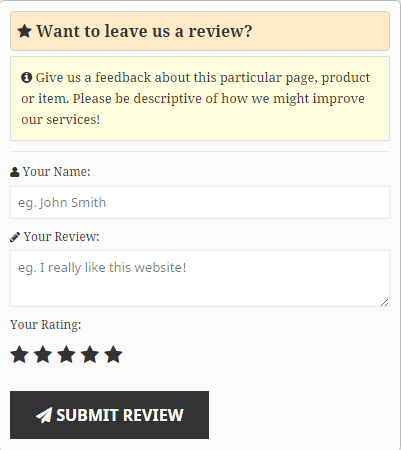 Want to leave us a review?
Give us a feedback about this particular page, product
or item. Please be descriptive of how we might improve
our services!
Your Name:
eg. John Smith
Your Review:
eg. I really like this website!
Your Rating:
SUBMIT REVIEW